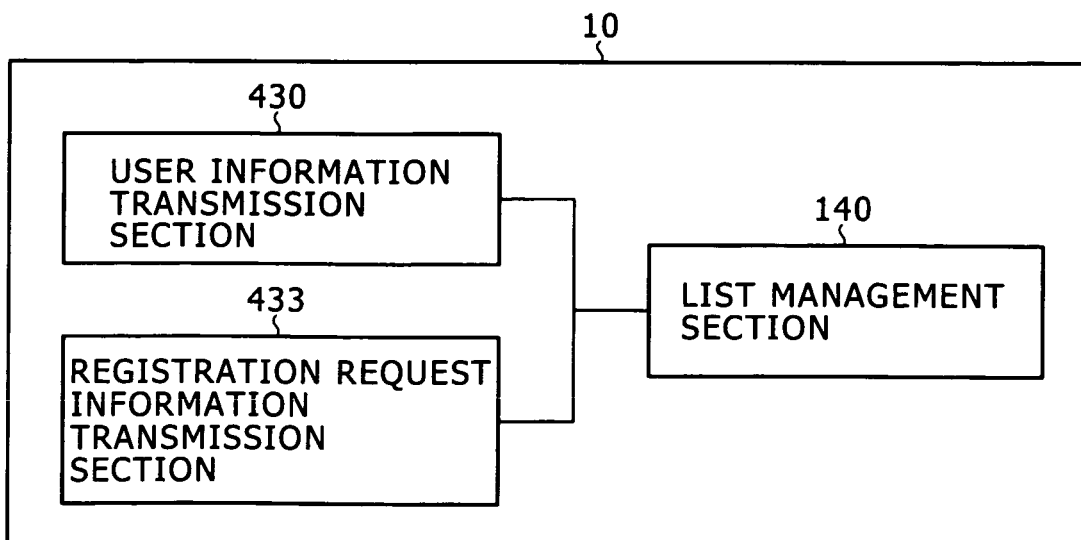 10
430
USER INFORMATION
TRANSMISSION
SECTION
140
LIST MANAGEMENT
SECTION
433
REGISTRATION REQUEST
INFORMATION
TRANSMISSION
SECTION